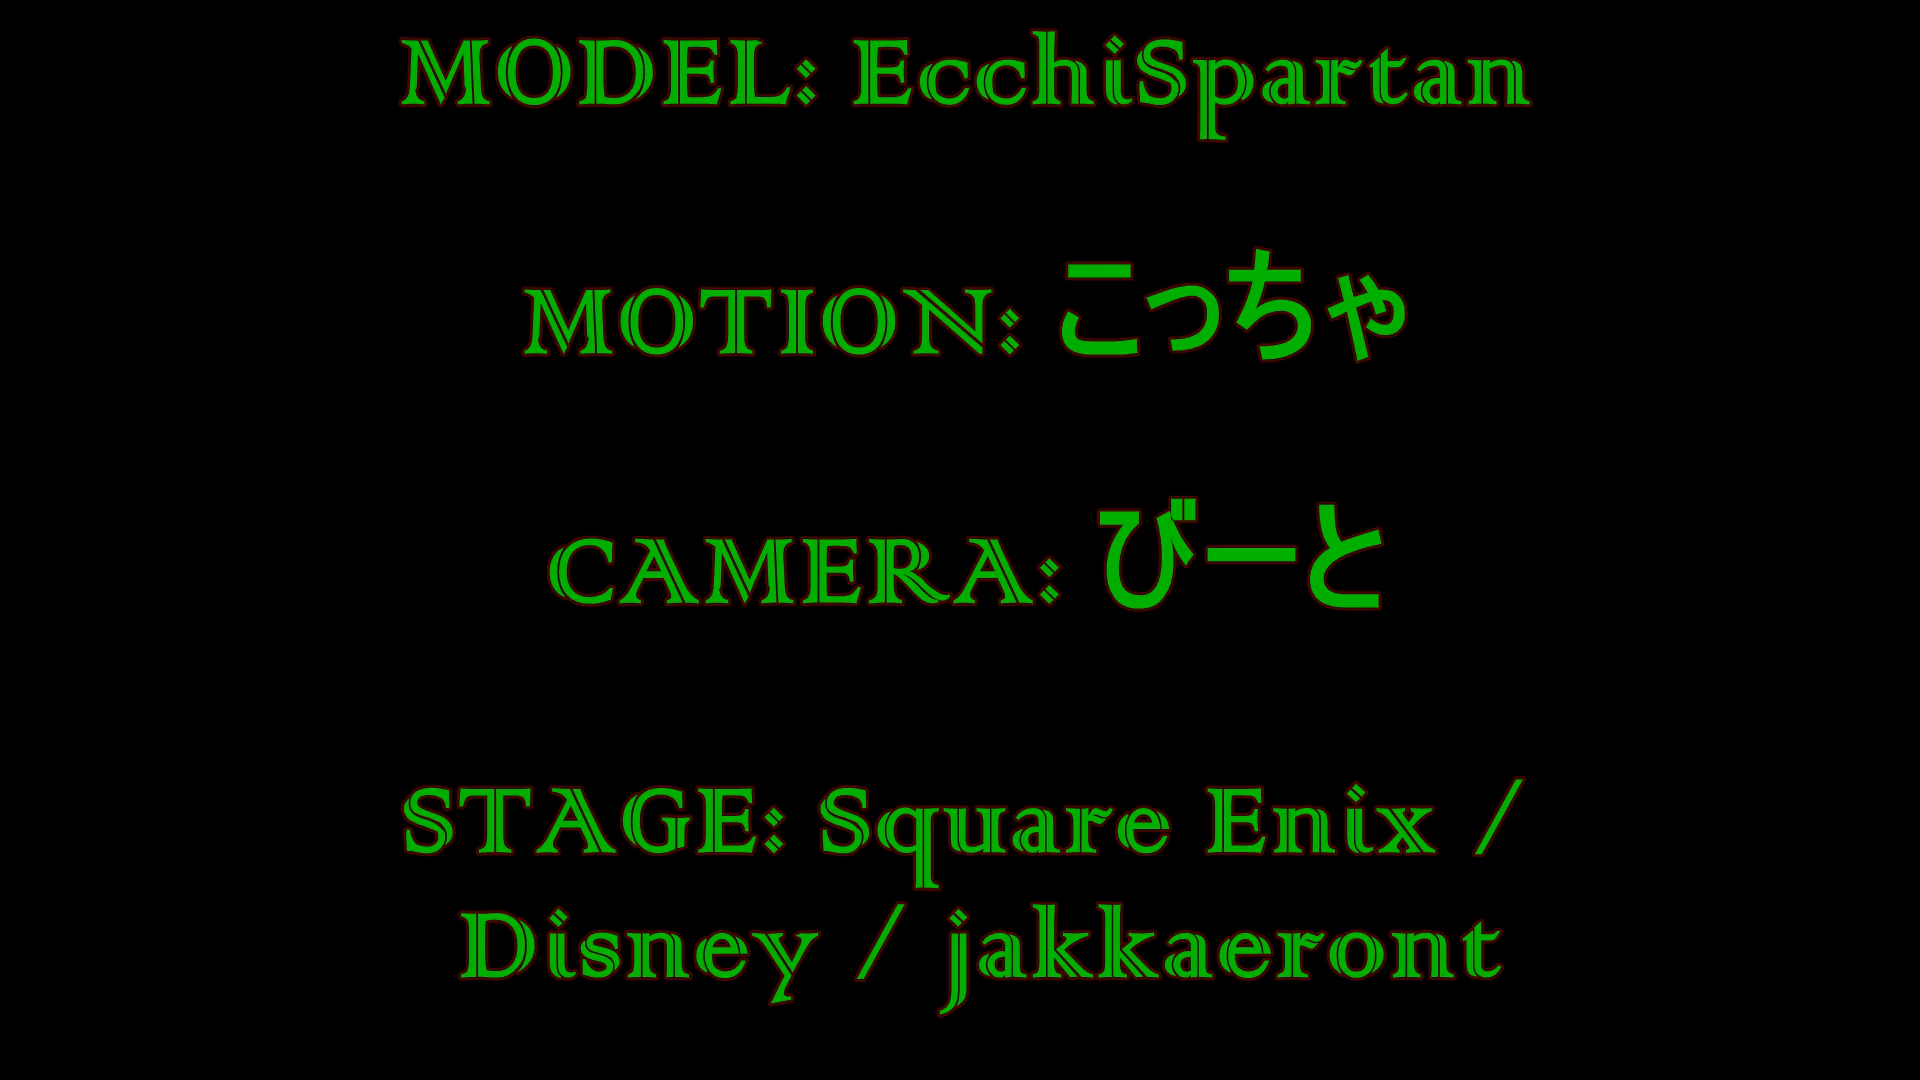 MODEL: EcchiSpartan
MOTION: こっちゃ
CAMERA: びーと
STAGE: Square Enix /
Disney / jakkaeront